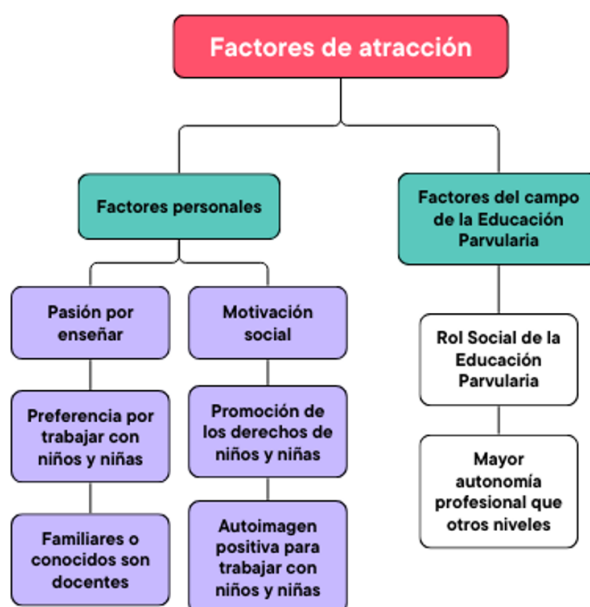 Factores de atracción
Factores personales
Factores del campo
de la Educación
Parvularia
Pasión por
enseñar
Motivación
social
Rol Social de la
Educación
Parvularia
Preferencia por
trabajar con
niños y niñas
Promoción de
los derechos de
niños y niñas
Mayor
autonomía
profesional que
otros niveles
Familiares o
conocidos son
docentes
Autoimagen
positiva para
trabajar con
niños y niñas